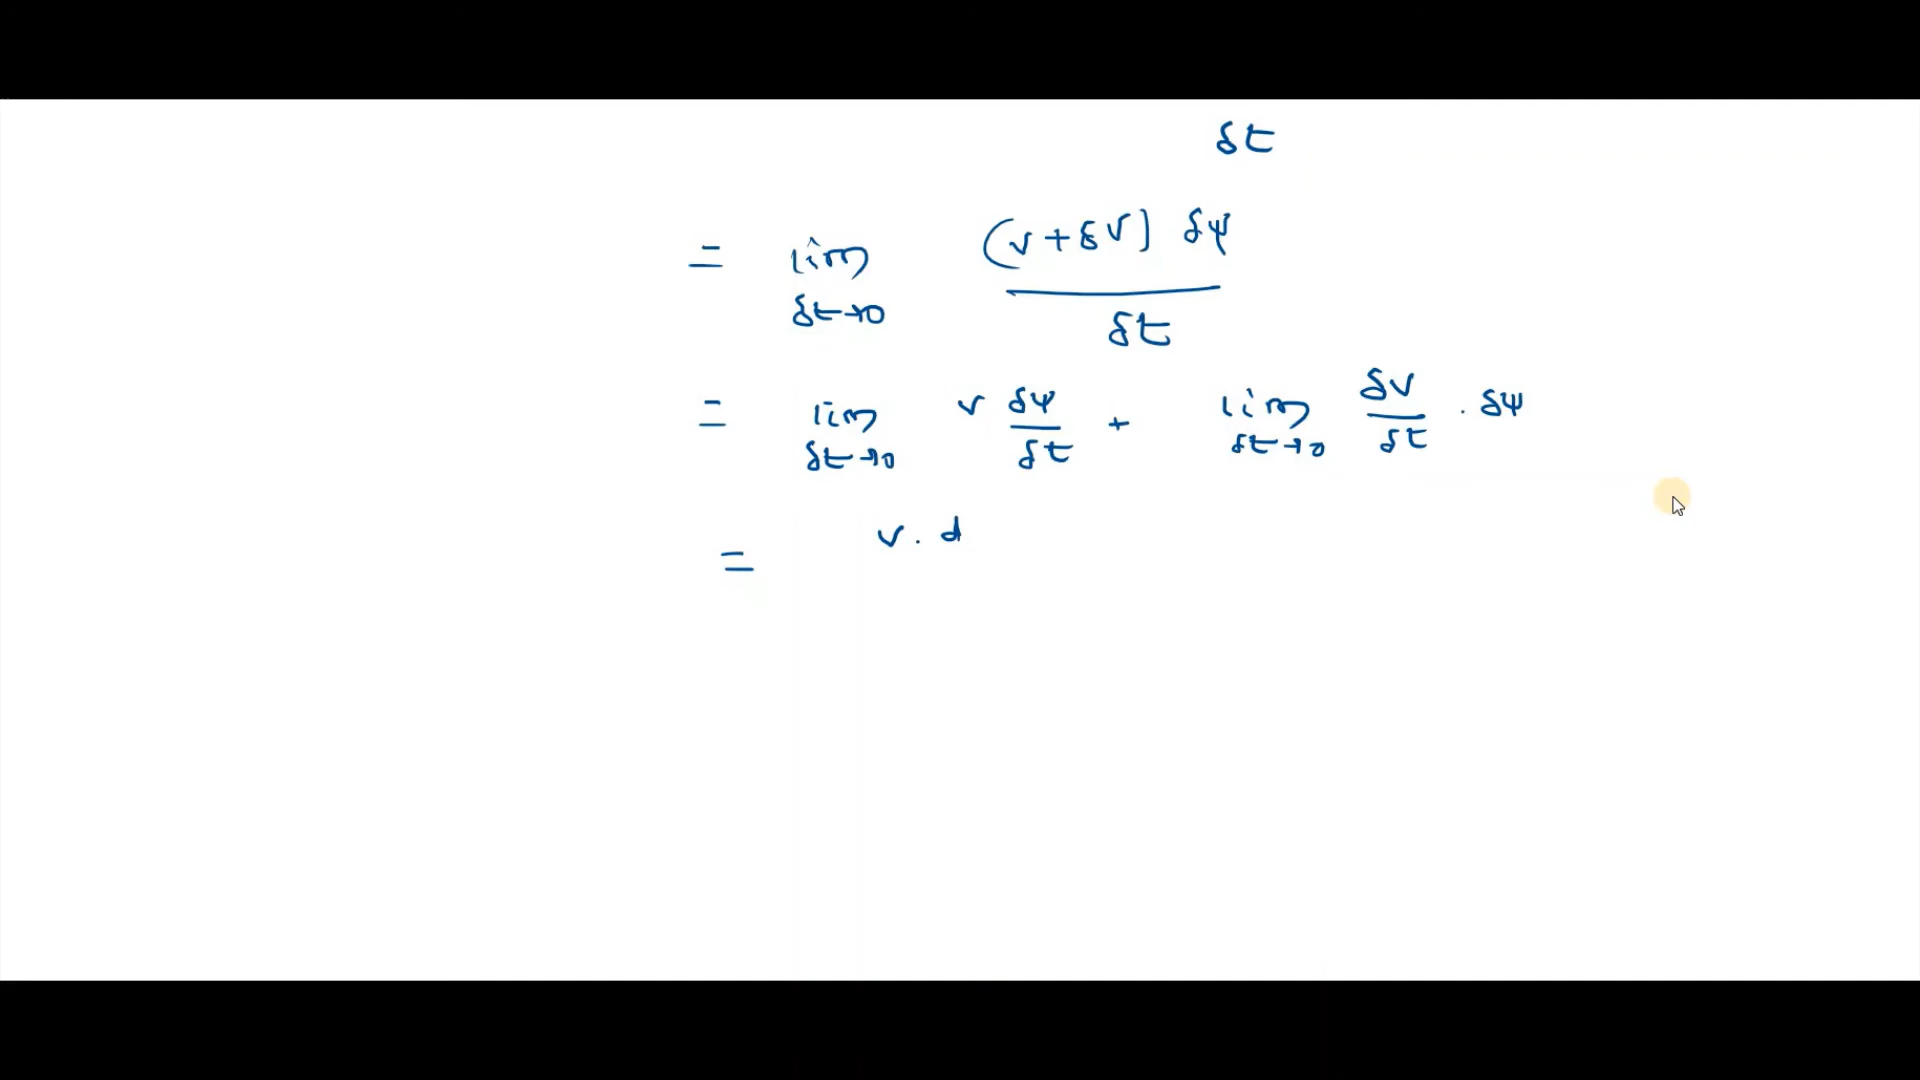 δt
= lim δt→0 (v+δv) δψ / δt
= lim δt→0 v δψ/δt + lim δt→0 δv/δt . δψ
= v. d